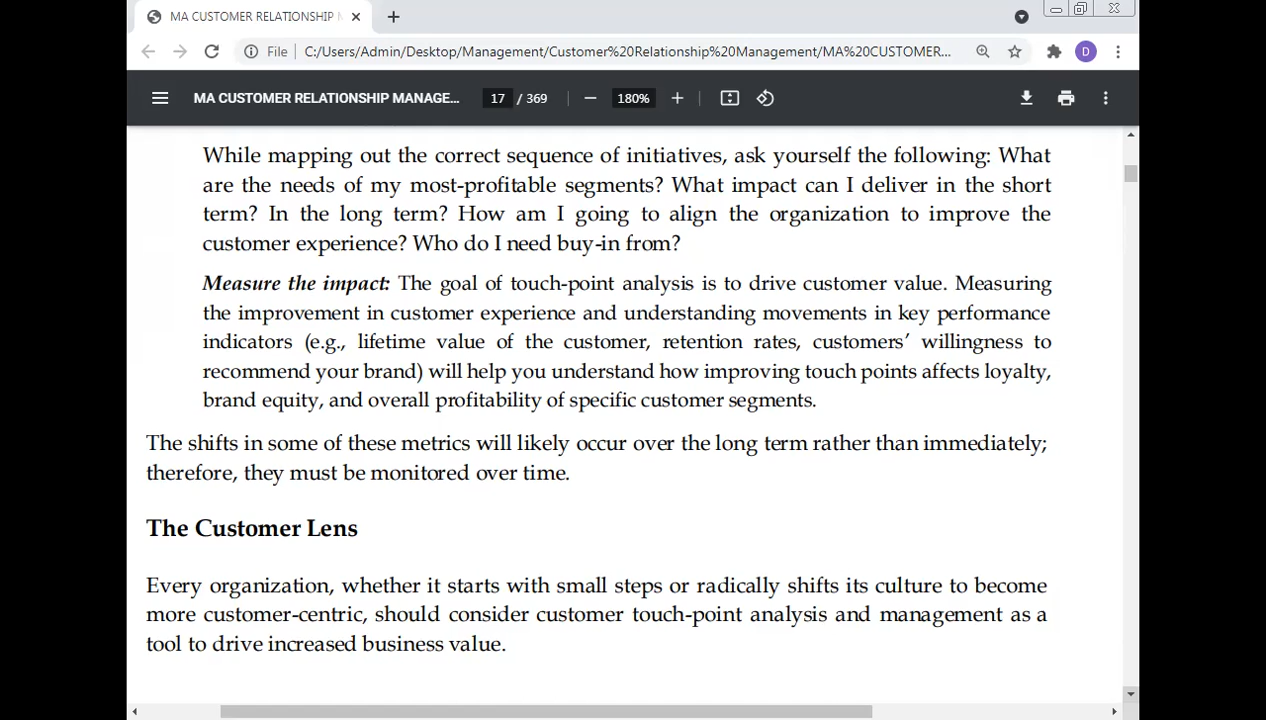 MA CUSTOMER RELATIONSHIP M
File C:/Users/Admin/Desktop/Management/Customer%20Relationship%20Management/MA%20CUSTOMER...
D
MA CUSTOMER RELATIONSHIP MANAGE... 17 / 369 180%
While mapping out the correct sequence of initiatives, ask yourself the following: What
are the needs of my most-profitable segments? What impact can I deliver in the short
term? In the long term? How am I going to align the organization to improve the
customer experience? Who do I need buy-in from?
Measure the impact: The goal of touch-point analysis is to drive customer value. Measuring
the improvement in customer experience and understanding movements in key performance
indicators (e.g., lifetime value of the customer, retention rates, customers’ willingness to
recommend your brand) will help you understand how improving touch points affects loyalty,
brand equity, and overall profitability of specific customer segments.
The shifts in some of these metrics will likely occur over the long term rather than immediately;
therefore, they must be monitored over time.
The Customer Lens
Every organization, whether it starts with small steps or radically shifts its culture to become
more customer-centric, should consider customer touch-point analysis and management as a
tool to drive increased business value.